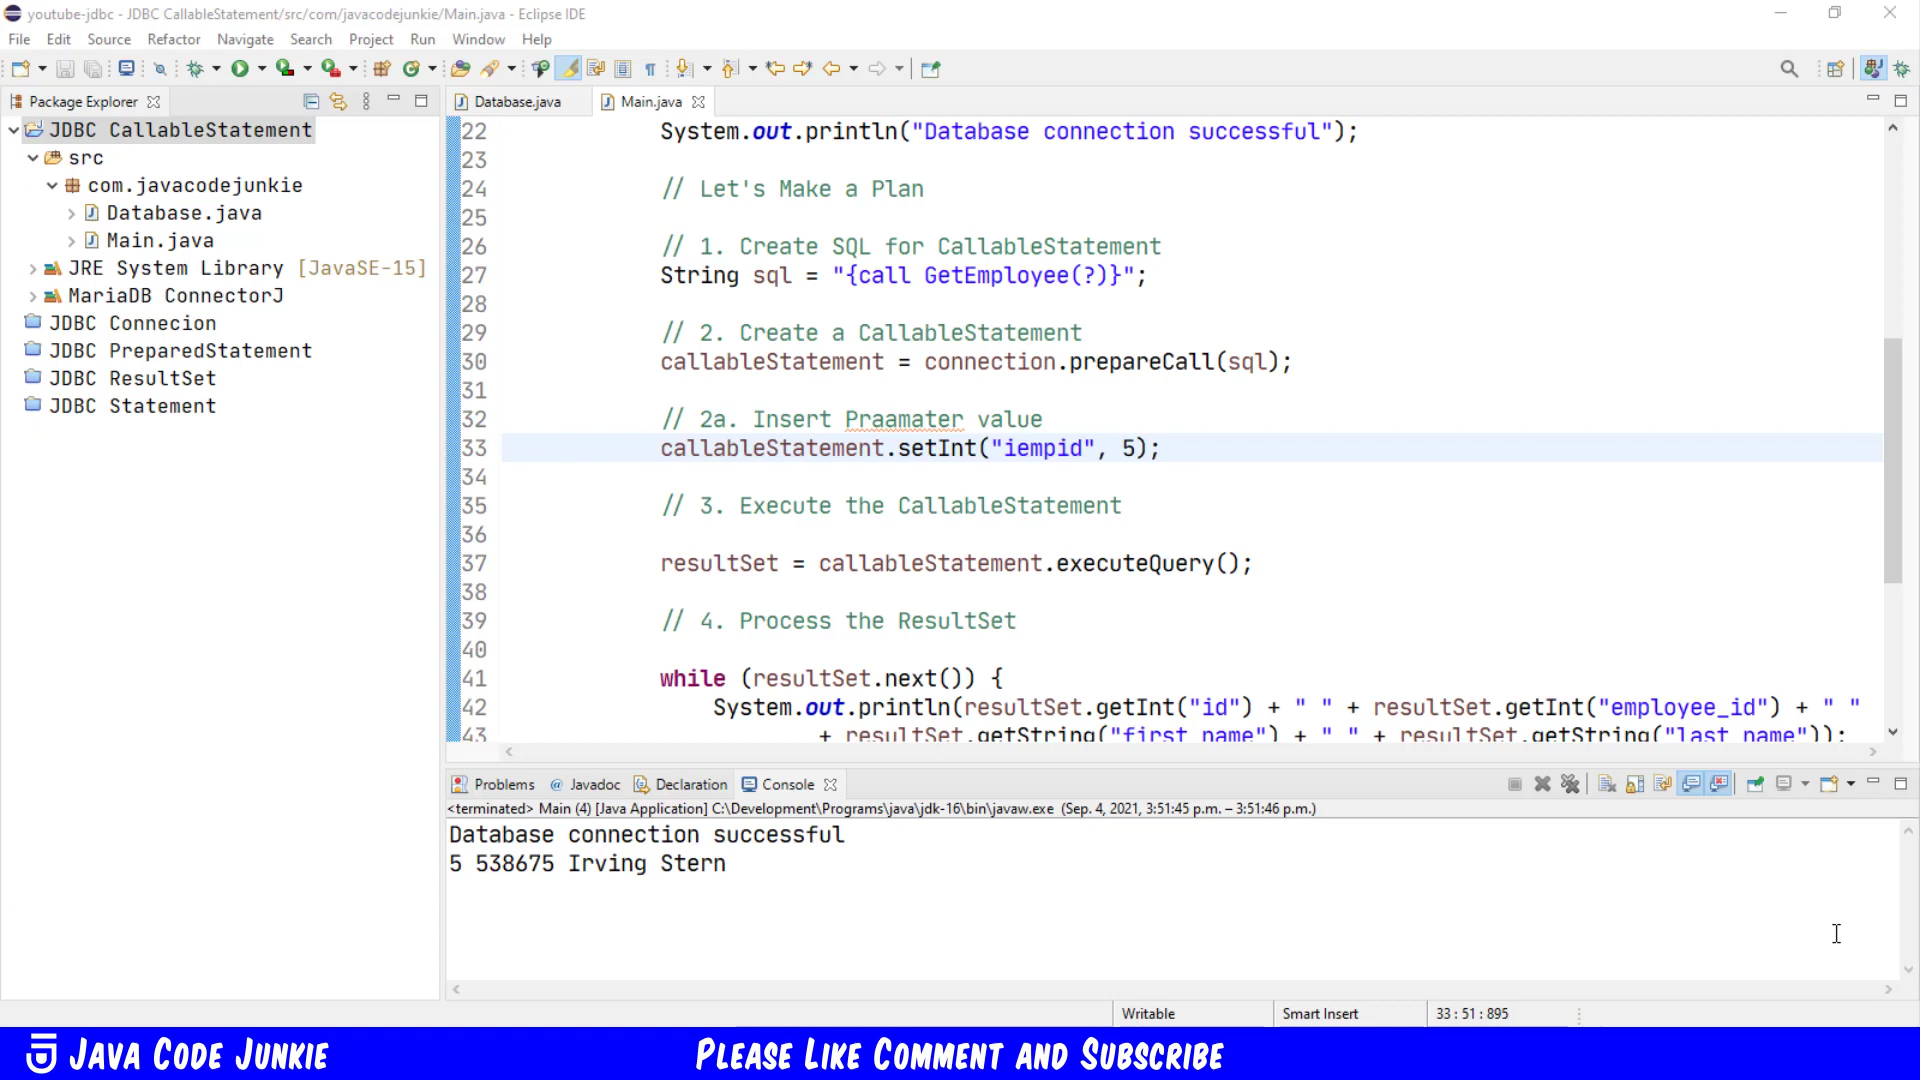 youtube-jdbc - JDBC CallableStatement/src/com/javacodejunkie/Main.java - Eclipse IDE
File Edit Source Refactor Navigate Search Project Run Window Help
Package Explorer
Database.java
Main.java
JDBC CallableStatement
src
com.javacodejunkie
Database.java
Main.java
JRE System Library [JavaSE-15]
MariaDB ConnectorJ
JDBC Connecion
JDBC PreparedStatement
JDBC ResultSet
JDBC Statement
22 System.out.println("Database connection successful");
23
24 // Let's Make a Plan
25
26 // 1. Create SQL for CallableStatement
27 String sql = "{call GetEmployee(?)}";
28
29 // 2. Create a CallableStatement
30 callableStatement = connection.prepareCall(sql);
31
32 // 2a. Insert Praamater value
33 callableStatement.setInt("iempid", 5);
34
35 // 3. Execute the CallableStatement
36
37 resultSet = callableStatement.executeQuery();
38
39 // 4. Process the ResultSet
40
41 while (resultSet.next()) {
42 System.out.println(resultSet.getInt("id") + " " + resultSet.getInt("employee_id") + " "
43 + resultSet.getString("first_name") + " " + resultSet.getString("last_name"));
Problems Javadoc Declaration Console
<terminated> Main (4) [Java Application] C:\Development\Programs\java\jdk-16\bin\javaw.exe (Sep. 4, 2021, 3:51:45 p.m. – 3:51:46 p.m.)
Database connection successful
5 538675 Irving Stern
Writable Smart Insert 33 : 51 : 895
Java Code Junkie
Please Like Comment and Subscribe